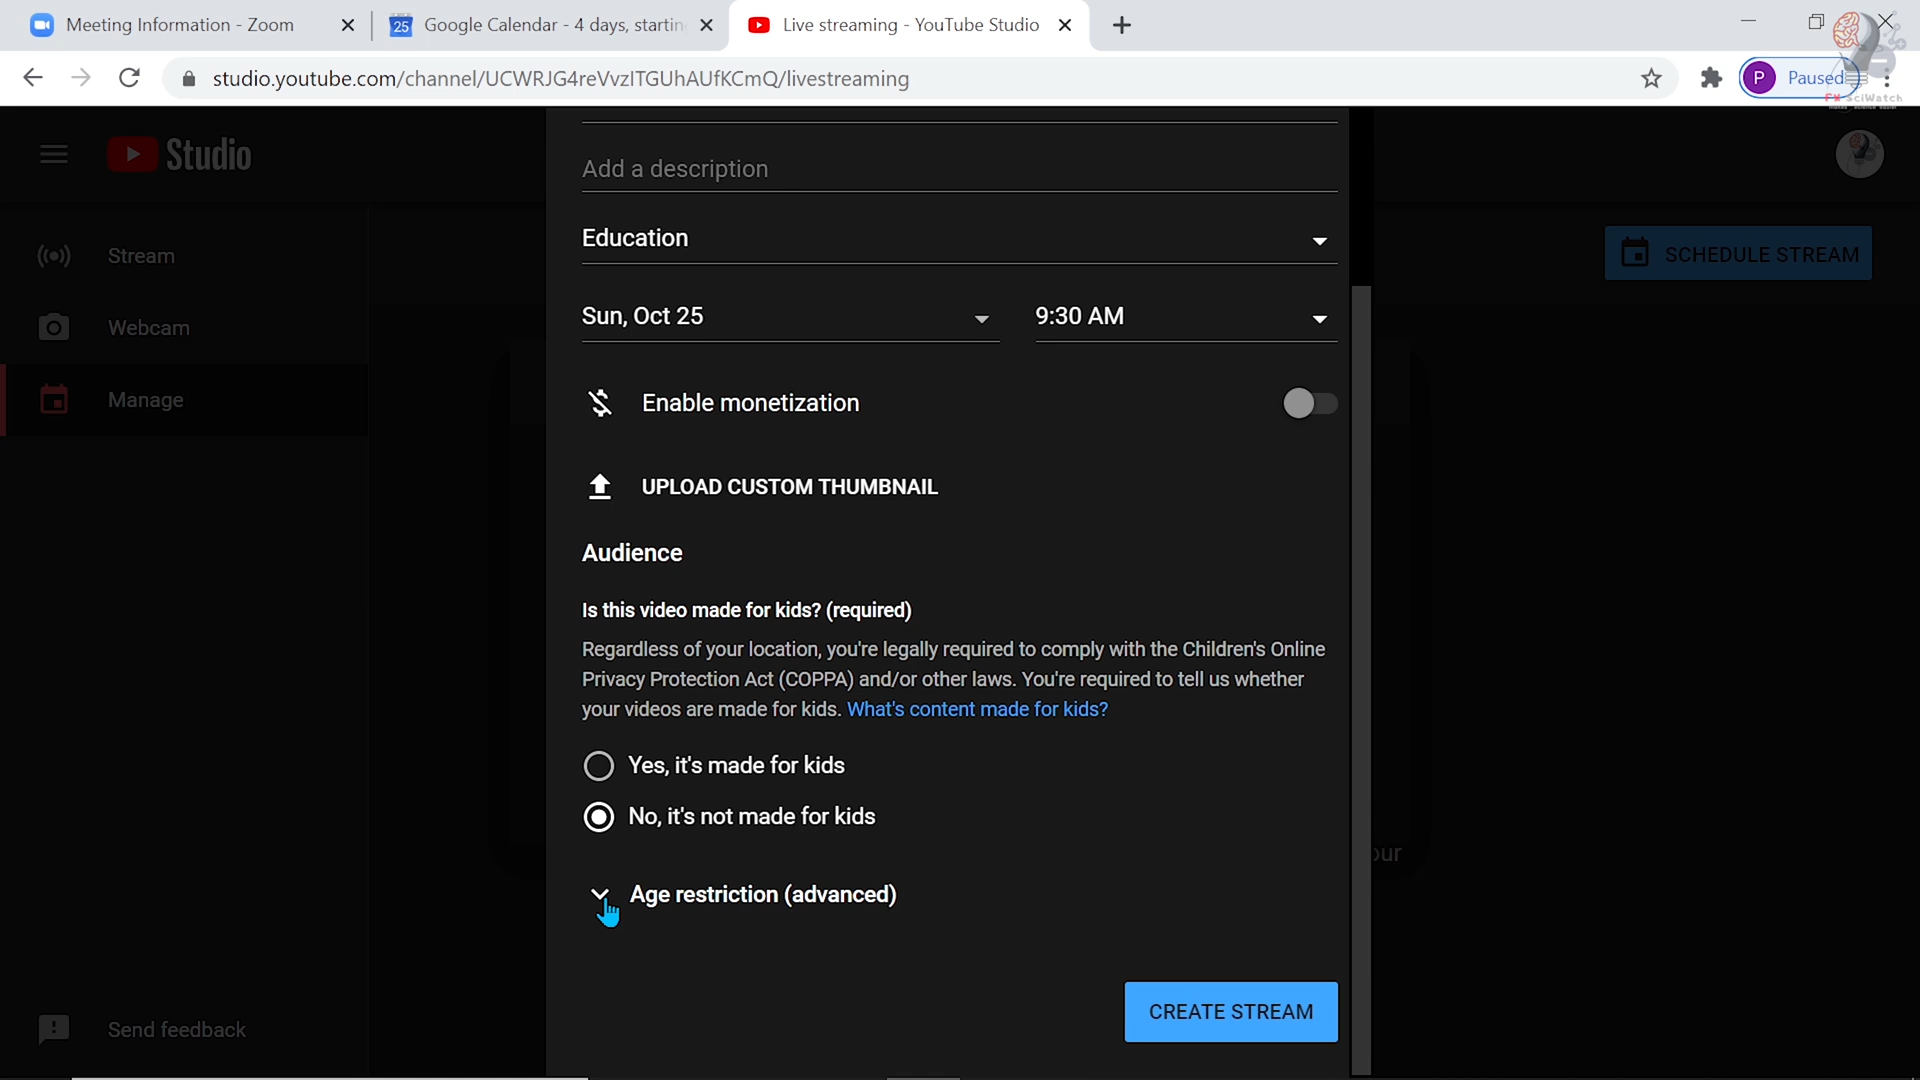 Meeting Information - Zoom
25
Google Calendar - 4 days, startin
Live streaming - YouTube Studio
studio.youtube.com/channel/UCWRJG4reVvzITGUhAUfKCmQ/livestreaming
P
Paused
SciWatch
Studio
Add a description
Stream
Education
SCHEDULE STREAM
Webcam
Sun, Oct 25
9:30 AM
Manage
Enable monetization
UPLOAD CUSTOM THUMBNAIL
Audience
Is this video made for kids? (required)
Regardless of your location, you're legally required to comply with the Children's Online
Privacy Protection Act (COPPA) and/or other laws. You're required to tell us whether
your videos are made for kids. What's content made for kids?
Yes, it's made for kids
No, it's not made for kids
our
Age restriction (advanced)
CREATE STREAM
Send feedback